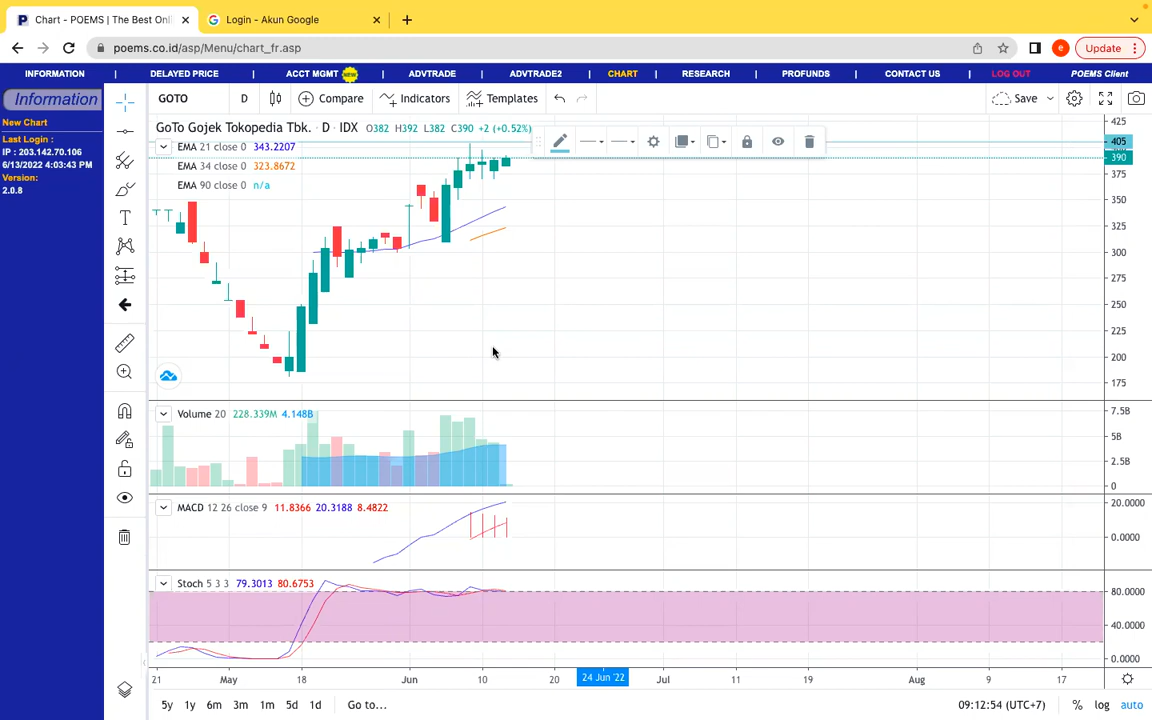 Chart - POEMS | The Best Onli
Login - Akun Google
poems.co.id/asp/Menu/chart_fr.asp
e
Update
INFORMATION | DELAYED PRICE | ACCT MGMT NEW | ADVTRADE | ADVTRADE2 | CHART | RESEARCH | PROFUNDS | CONTACT US | LOG OUT POEMS Client
Information
New Chart
Last Login :
IP : 203.142.70.106
6/13/2022 4:03:43 PM
Version:
2.0.8
GOTO D Compare Indicators Templates Save
GoTo Gojek Tokopedia Tbk. · D · IDX O382 H392 L382 C390 +2 (+0.52%)
EMA 21 close 0 343.2207
EMA 34 close 0 323.8672
EMA 90 close 0 n/a
425
405
390
375
350
325
300
275
250
225
200
175
Volume 20 228.339M 4.148B
7.5B
5B
2.5B
0
MACD 12 26 close 9 11.8366 20.3188 8.4822
20.0000
0.0000
Stoch 5 3 3 79.3013 80.6753
80.0000
40.0000
0.0000
21 May 18 Jun 10 20 24 Jun '22 Jul 11 19 Aug 9 17
5y 1y 6m 3m 1m 5d 1d Go to... 09:12:54 (UTC+7) % log auto